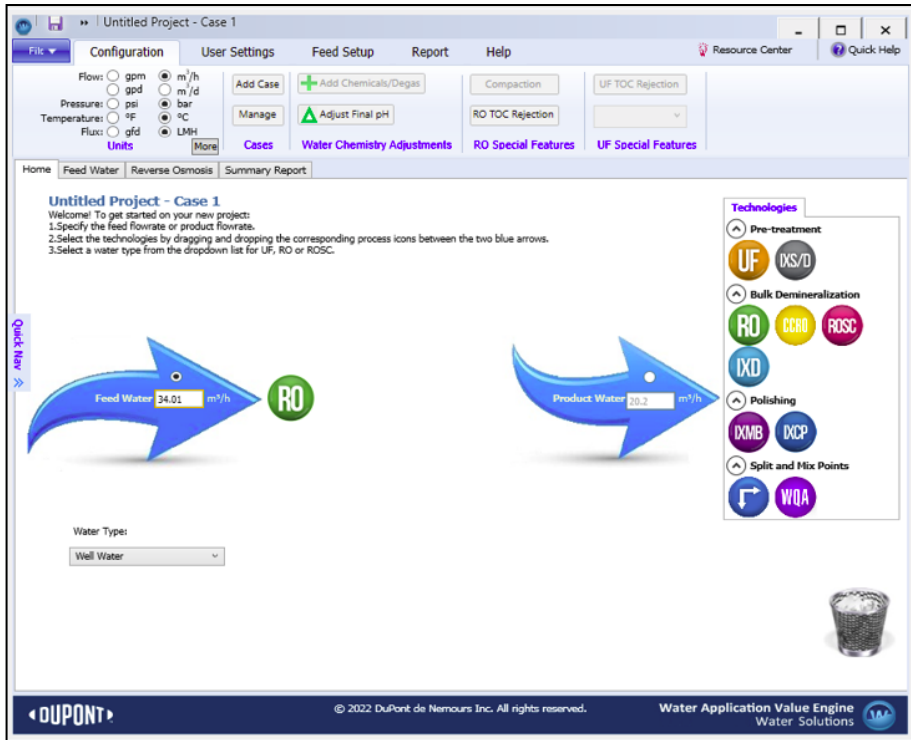 Untitled Project - Case 1
File Configuration User Settings Feed Setup Report Help Resource Center Quick Help
Flow: gpm m³/h
gpd m³/d
Pressure: psi bar
Temperature: °F °C
Flux: gfd LMH
Units More
Add Case
Manage
Cases
Add Chemicals/Degas
Adjust Final pH
Water Chemistry Adjustments
Compaction
RO TOC Rejection
RO Special Features
UF TOC Rejection
UF Special Features
Home Feed Water Reverse Osmosis Summary Report
Untitled Project - Case 1
Welcome! To get started on your new project:
1.Specify the feed flowrate or product flowrate.
2.Select the technologies by dragging and dropping the corresponding process icons between the two blue arrows.
3.Select a water type from the dropdown list for UF, RO or ROSC.
Quick Nav
Feed Water 34.01 m³/h
RO
Product Water 20.2 m³/h
Water Type:
Well Water
Technologies
Pre-treatment
UF IXS/D
Bulk Demineralization
RO CCRO ROSC
IXD
Polishing
IXMB IXCP
Split and Mix Points
WQA
DUPONT
© 2022 DuPont de Nemours Inc. All rights reserved.
Water Application Value Engine
Water Solutions